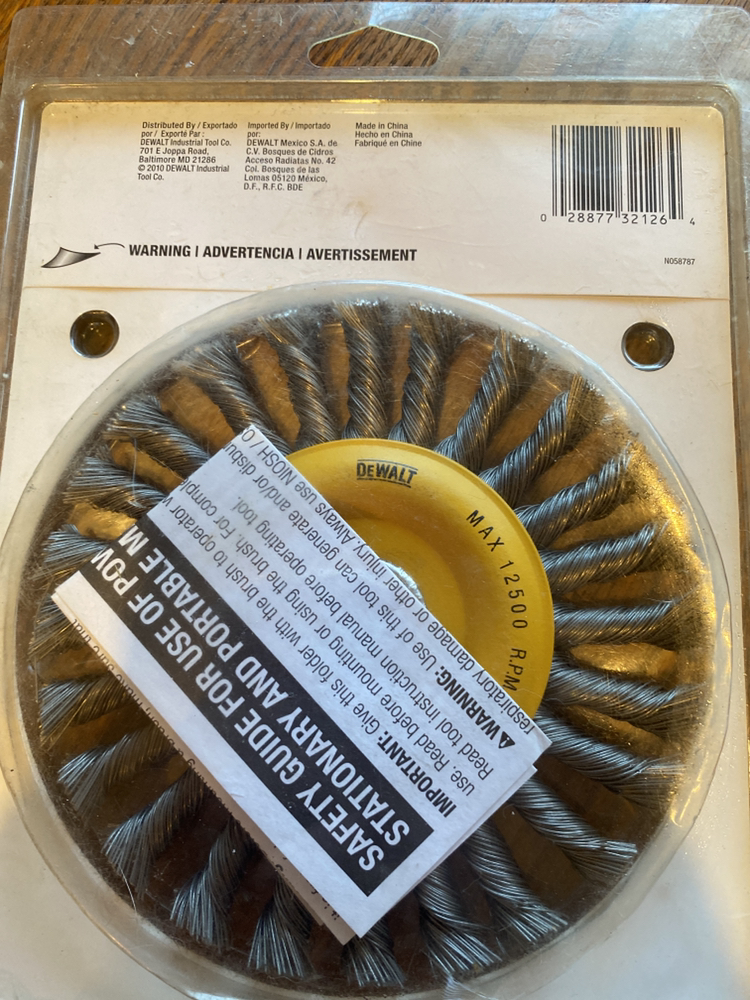 Distributed By / Exportado
por / Exporté Par :
DEWALT Industrial Tool Co.
701 E Joppa Road,
Baltimore MD 21286
© 2010 DEWALT Industrial
Tool Co.
Imported By / Importado
por:
DEWALT Mexico S.A. de
C.V. Bosques de Cidros
Acceso Radiatas No. 42
Col. Bosques de las
Lomas 05120 México,
D.F., R.F.C. BDE
Made in China
Hecho en China
Fabriqué en Chine
0 28877 32126 4
WARNING | ADVERTENCIA | AVERTISSEMENT
N058787
DEWALT
MAX 12500 R.P.M
SAFETY GUIDE FOR USE OF
STATIONARY AND PORTABLE
IMPORTANT: Give this folder with the brush to operator
use. Read before mounting or using the brush. For
Read tool instruction manual before operating tool.
WARNING: Use of this tool can generate and/or
respiratory damage or other injury. Always use NIOSH /